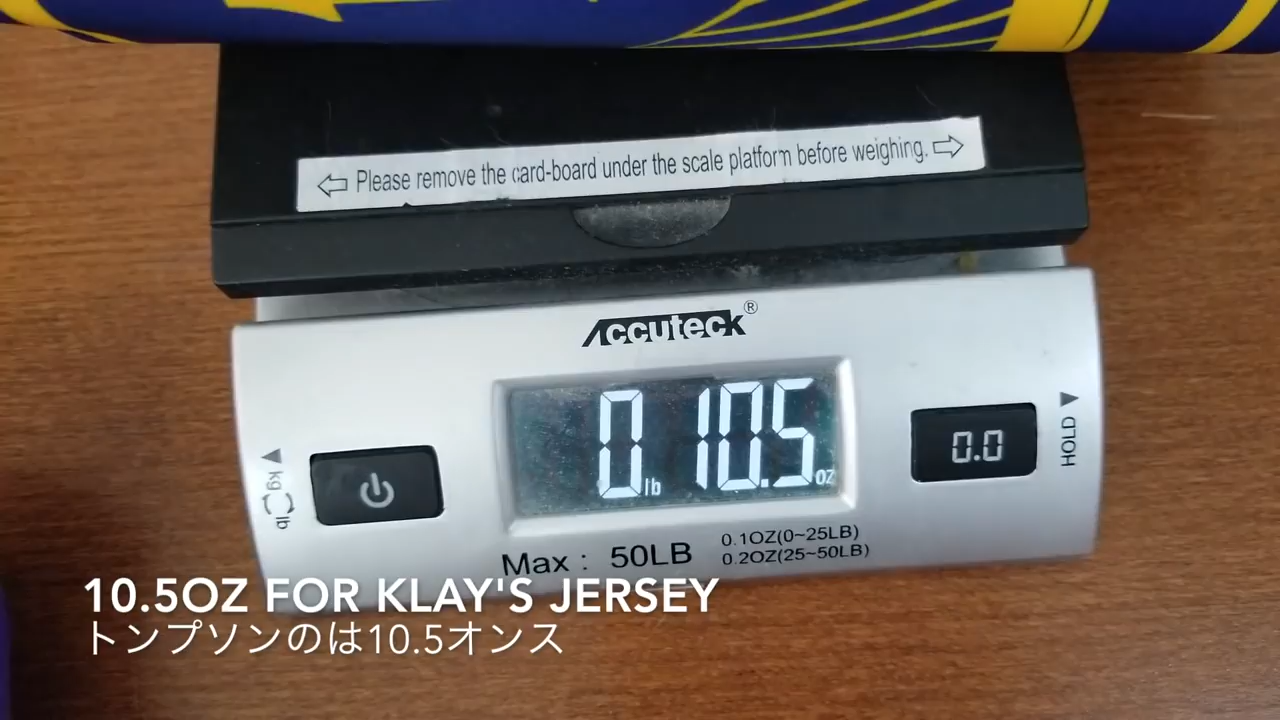 ⇦ Please remove the card-board under the scale platform before weighing. ⇨
Accuteck®
0 lb 10.5 oz
0.0
HOLD ▼
▼ kg lb
Max : 50LB
0.1OZ(0~25LB)
0.2OZ(25~50LB)
10.5OZ FOR KLAY'S JERSEY
トンプソンのは10.5オンス